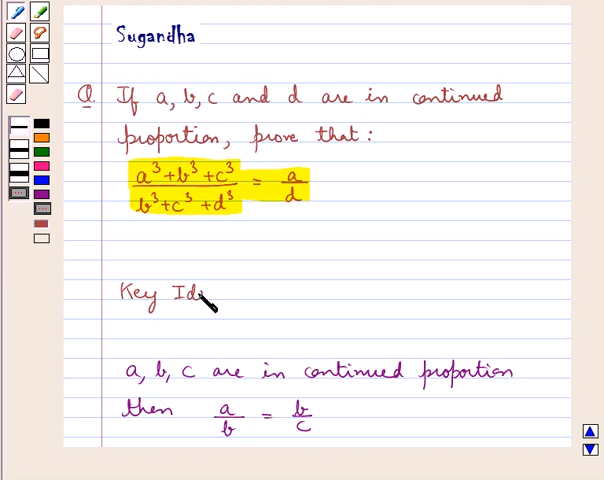 Sugandha
Q. If a, b, c and d are in continued
proportion, prove that :
a³ + b³ + c³ / b³ + c³ + d³ = a / d
Key Id
a, b, c are in continued proportion
then a / b = b / c